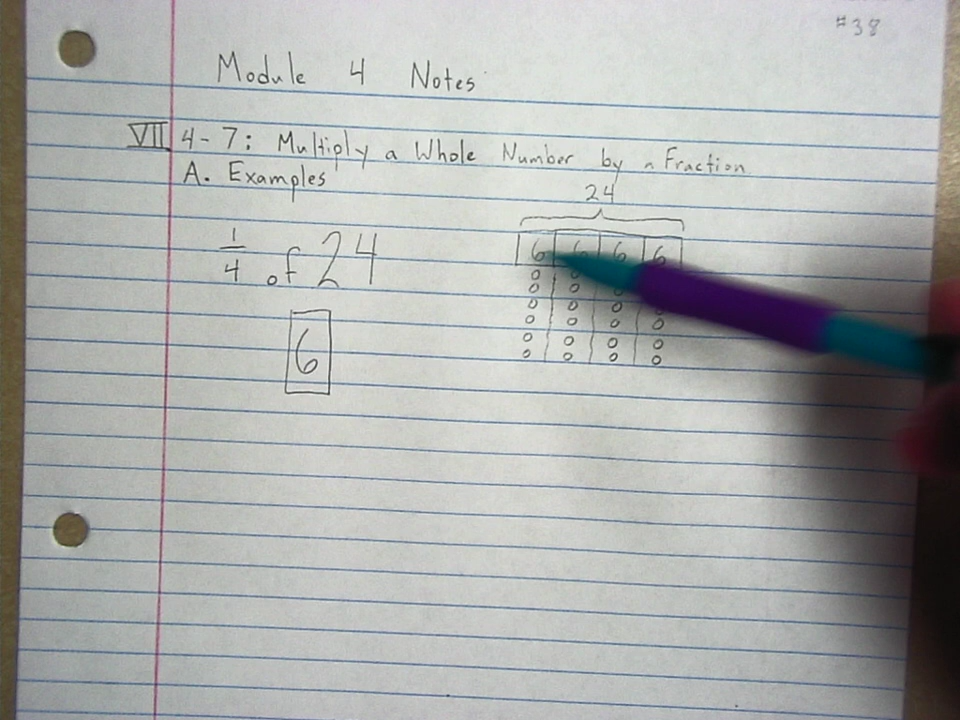 #38
Module 4 Notes
VII 4-7: Multiply a Whole Number by a Fraction
A. Examples
24
1/4 of 24
6 6 6 6
6